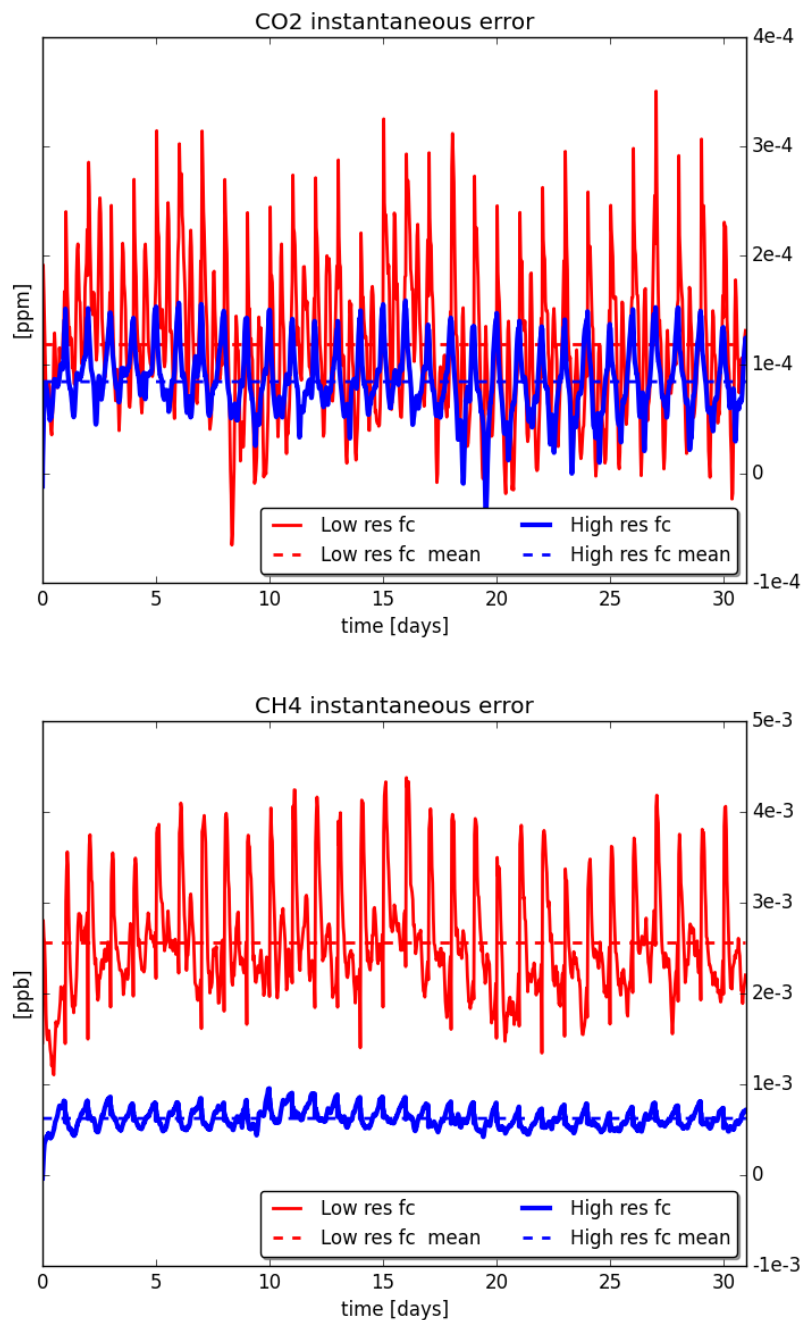 CO2 instantaneous error
4e-4
3e-4
2e-4
[ppm]
1e-4
0
Low res fc High res fc
Low res fc mean High res fc mean
-1e-4
0 5 10 15 20 25 30
time [days]
CH4 instantaneous error
5e-3
4e-3
3e-3
[ppb]
2e-3
1e-3
0
Low res fc High res fc
Low res fc mean High res fc mean
-1e-3
0 5 10 15 20 25 30
time [days]